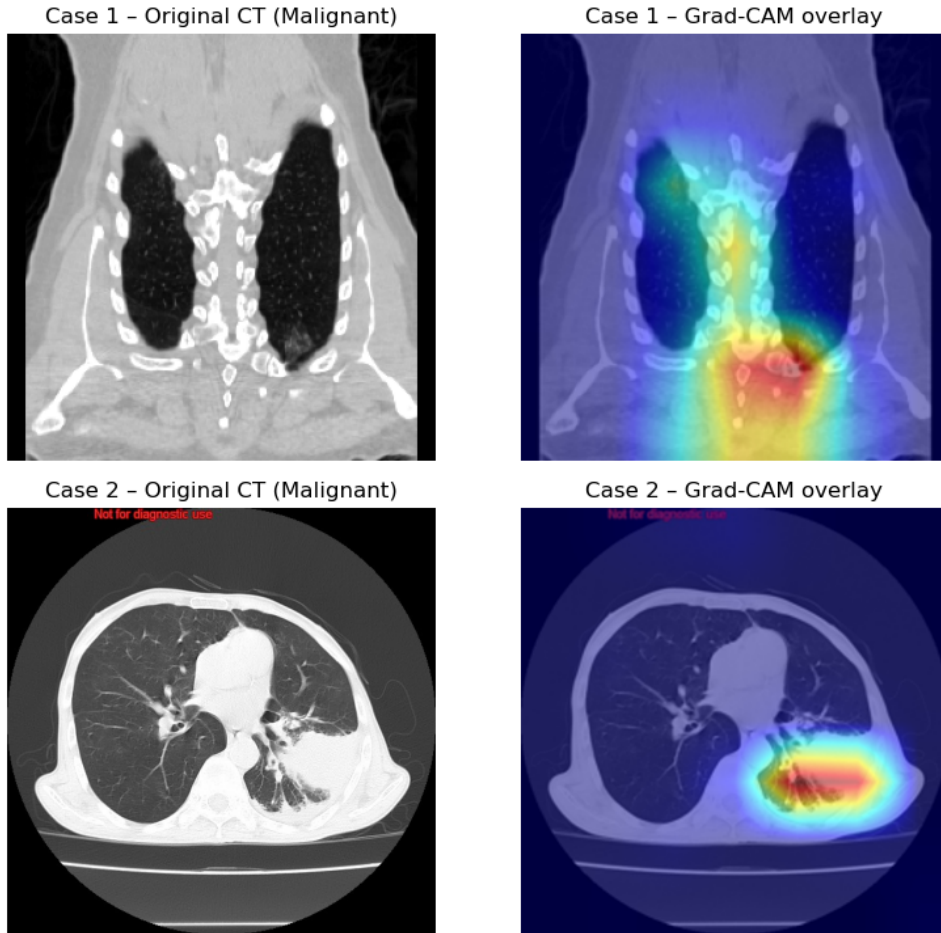 Case 1 – Original CT (Malignant)
Case 1 – Grad-CAM overlay
Case 2 – Original CT (Malignant)
Case 2 – Grad-CAM overlay
Not for diagnostic use
Not for diagnostic use